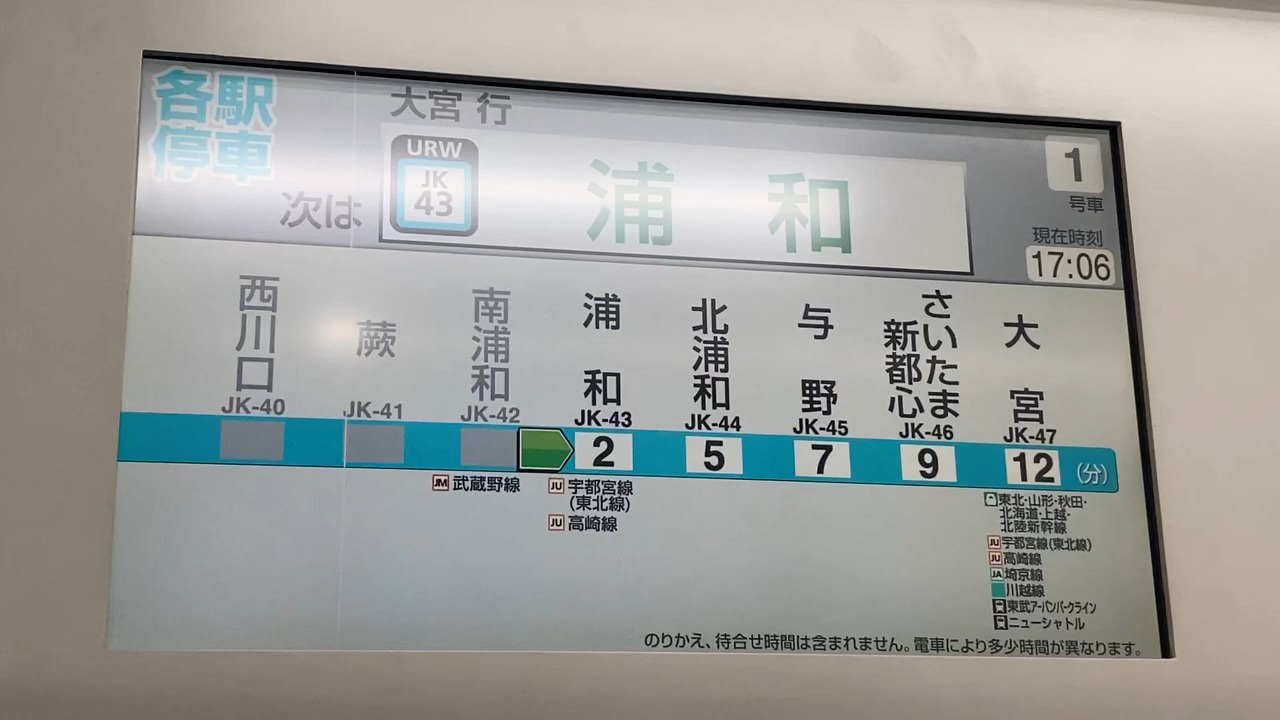 各駅
停車
大宮 行
次は
URW
JK
43
浦 和
1
号車
現在時刻
17:06
西川口
蕨
南浦和
浦 和
北浦和
与 野
さいたま
新都心
大 宮
JK-40
JK-41
JK-42
JK-43
JK-44
JK-45
JK-46
JK-47
2
5
7
9
12
(分)
JM 武蔵野線
JU 宇都宮線
(東北線)
JU 高崎線
東北・山形・秋田・
北海道・上越・
北陸新幹線
JU 宇都宮線(東北線)
JU 高崎線
JA 埼京線
川越線
東武アーバンパークライン
ニューシャトル
のりかえ、待合せ時間は含まれません。電車により多少時間が異なります。